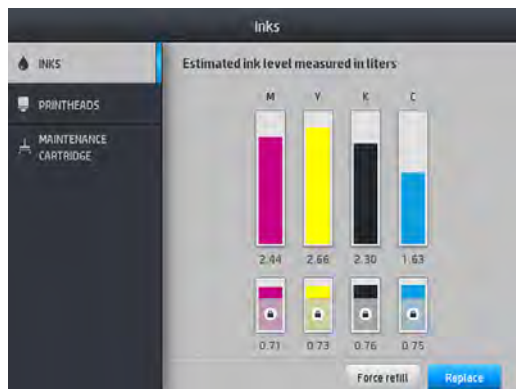 Inks
INKS
PRINTHEADS
MAINTENANCE
CARTRIDGE
Estimated ink level measured in liters
M Y K C
2.44 2.66 2.30 1.63
0.71 0.73 0.76 0.75
Force refill Replace